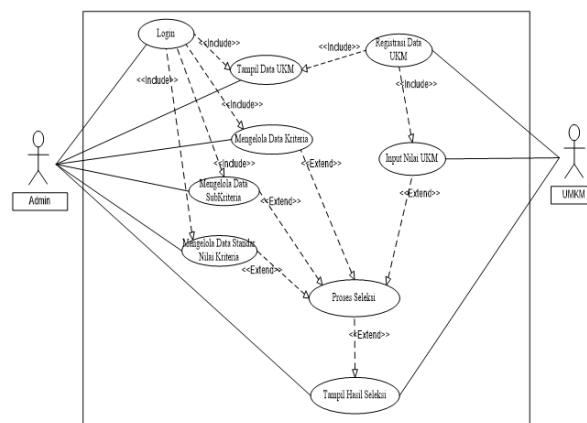 Login
<<Include>>
<<Include>>
Registrasi Data
UKM
Tampil Data UKM
<<Include>>
<<Include>>
<<Include>>
Mengelola Data Kriteria
Input Nilai UKM
<<Include>>
<<Extend>>
Mengelola Data
SubKriteria
<<Extend>>
<<Extend>>
Admin
UMKM
Mengelola Data Standar
Nilai Kriteria
<<Extend>>
Proses Seleksi
<<Extend>>
Tampil Hasil Seleksi